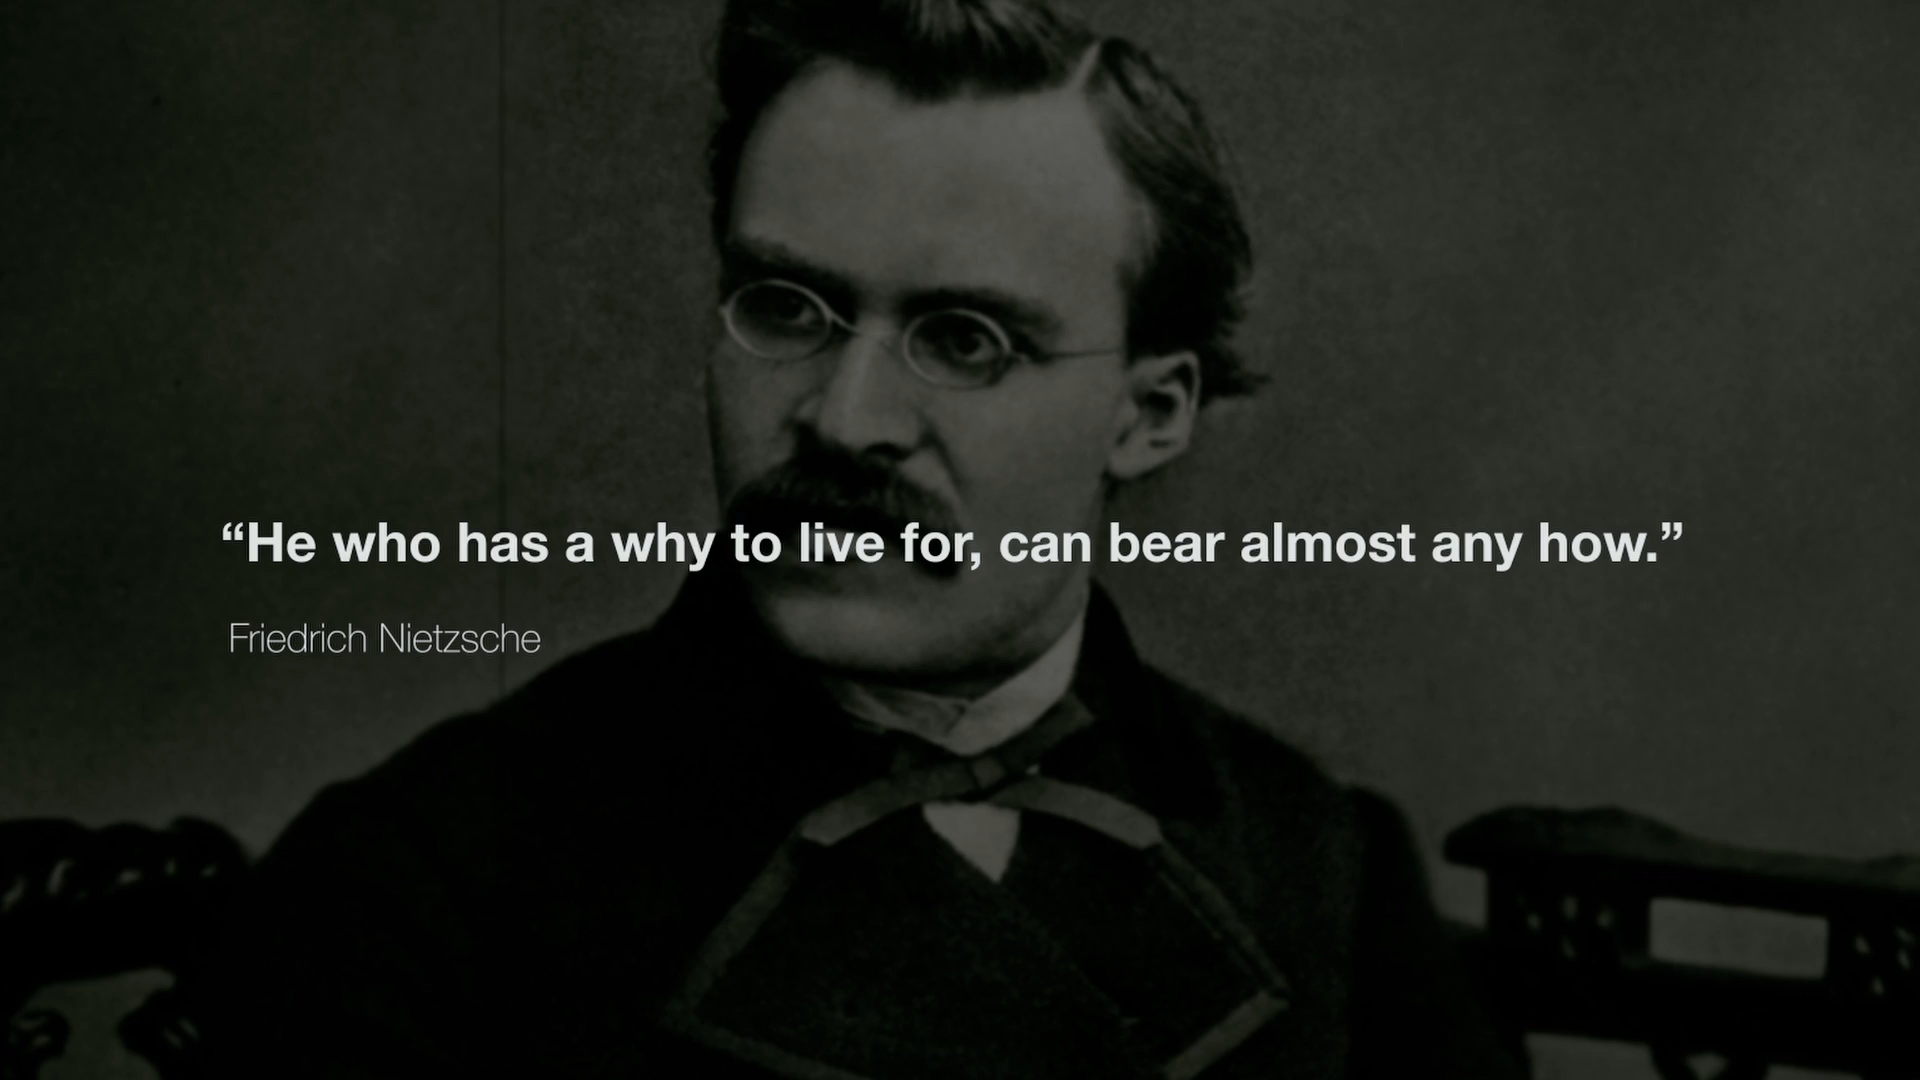 “He who has a why to live for, can bear almost any how.”
Friedrich Nietzsche